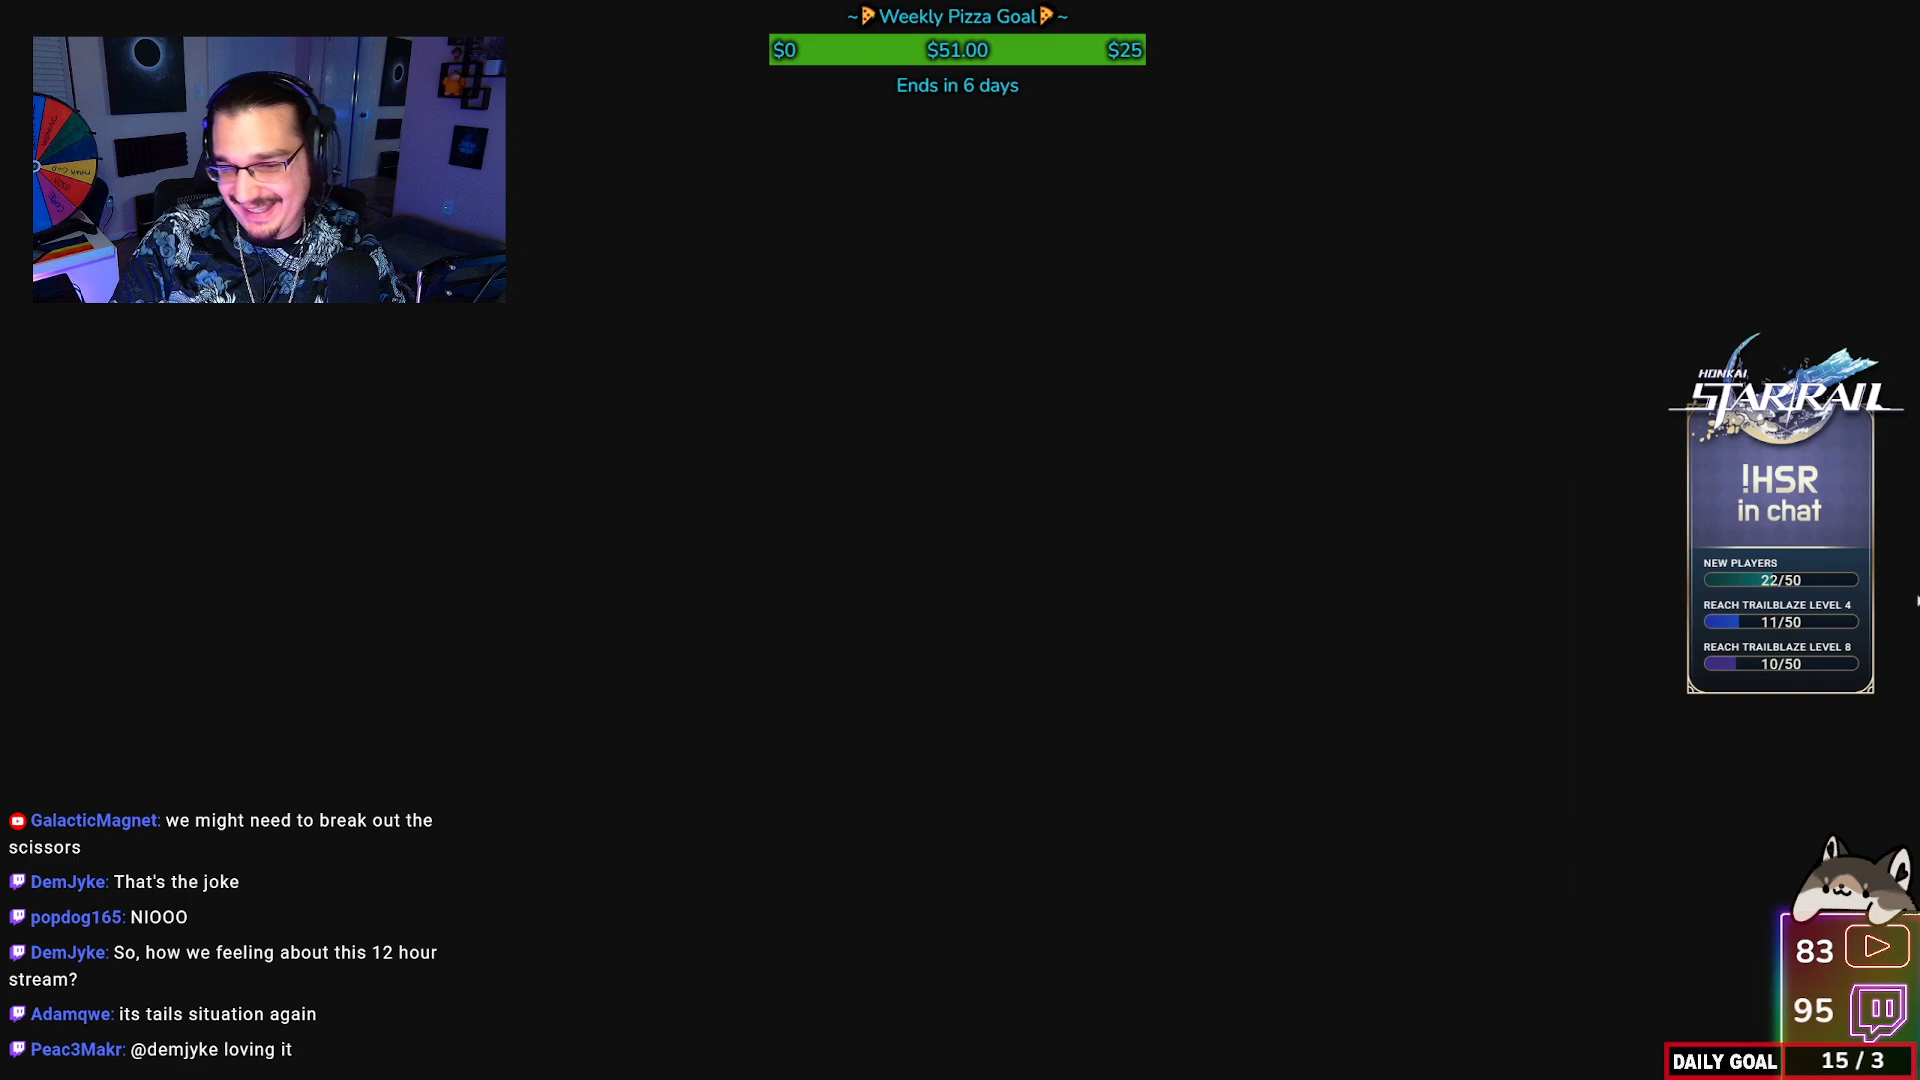 ~🍕Weekly Pizza Goal🍕~
$0 $51.00 $25
Ends in 6 days
HONKAI
STAR RAIL
!HSR
in chat
NEW PLAYERS
22/50
REACH TRAILBLAZE LEVEL 4
11/50
REACH TRAILBLAZE LEVEL 8
10/50
GalacticMagnet: we might need to break out the
scissors
DemJyke: That's the joke
popdog165: NIOOO
DemJyke: So, how we feeling about this 12 hour
stream?
Adamqwe: its tails situation again
Peac3Makr: @demjyke loving it
83
95
DAILY GOAL 15 / 3